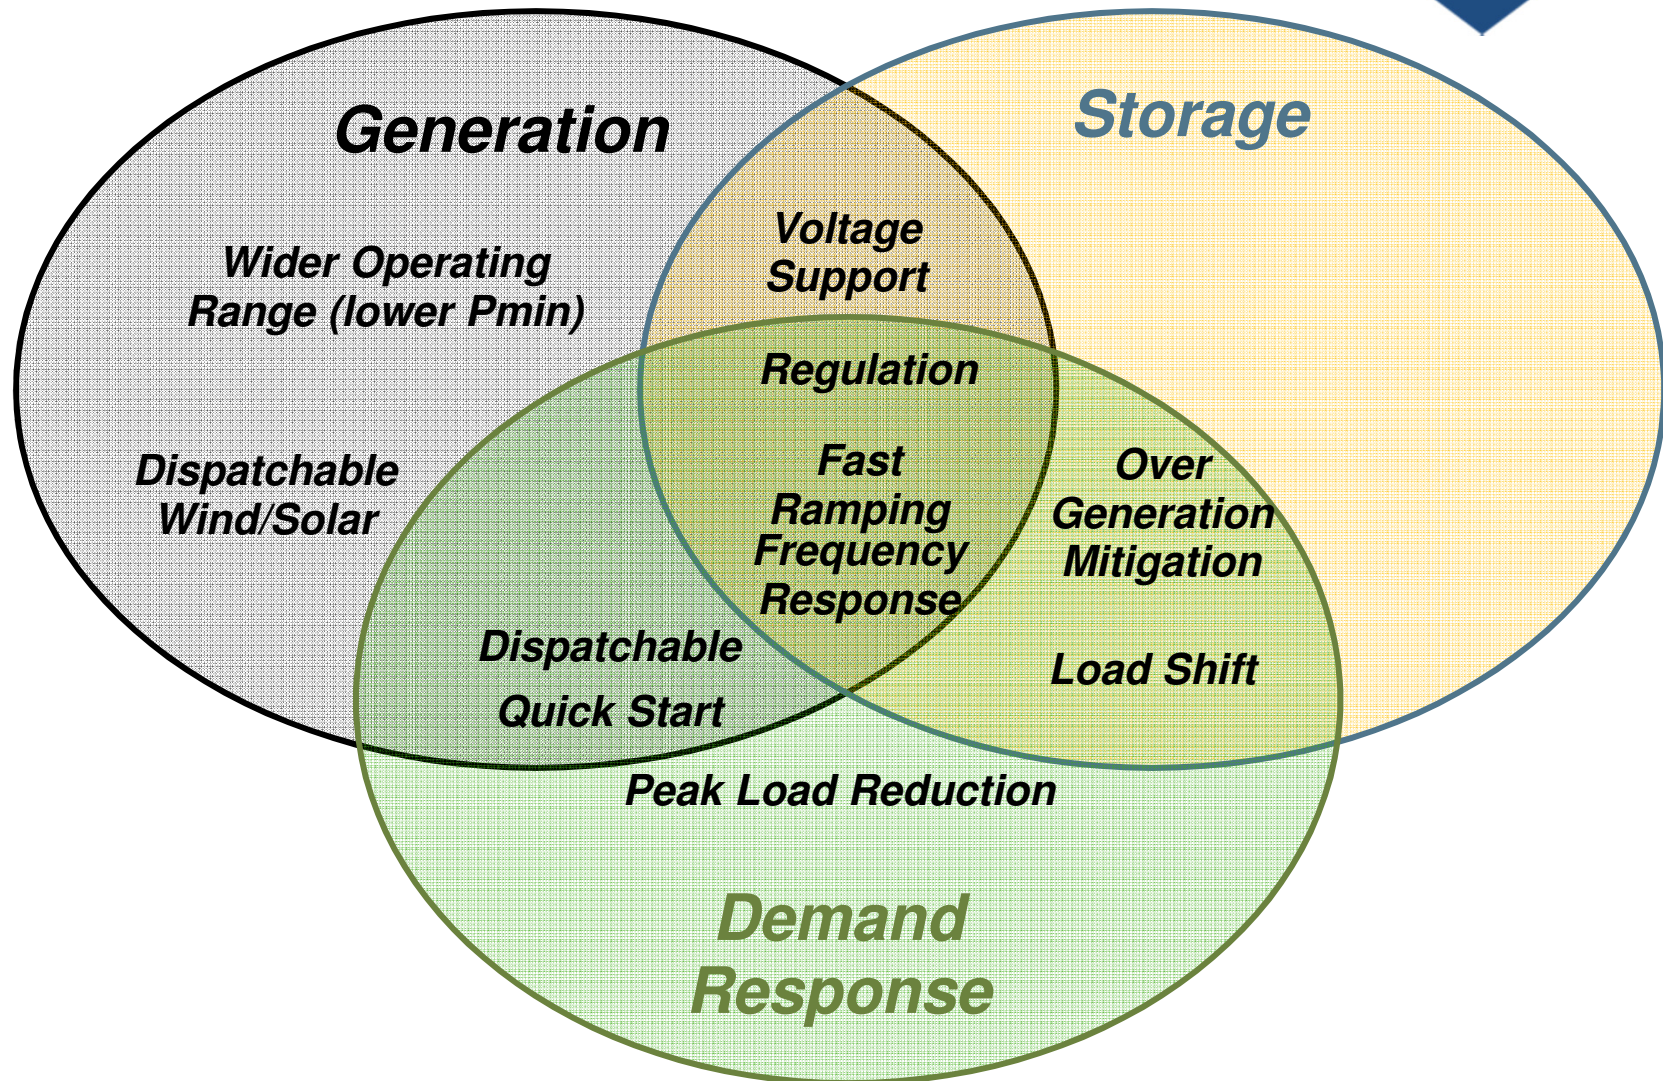 Generation
Storage
Wider Operating
Range (lower Pmin)
Voltage
Support
Regulation
Dispatchable
Wind/Solar
Fast
Ramping
Frequency
Response
Over
Generation
Mitigation
Load Shift
Dispatchable
Quick Start
Peak Load Reduction
Demand
Response